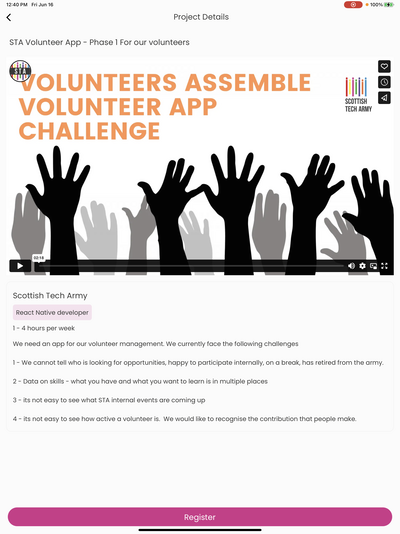 12:40 PM Fri Jun 16
100%
Project Details
STA Volunteer App - Phase 1 For our volunteers
STA
VOLUNTEERS ASSEMBLE
VOLUNTEER APP
CHALLENGE
SCOTTISH
TECH ARMY
02:18
Scottish Tech Army
React Native developer
1 - 4 hours per week
We need an app for our volunteer management. We currently face the following challenges
1 - We cannot tell who is looking for opportunities, happy to participate internally, on a break, has retired from the army.
2 - Data on skills - what you have and what you want to learn is in multiple places
3 - its not easy to see what STA internal events are coming up
4 - its not easy to see how active a volunteer is. We would like to recognise the contribution that people make.
Register